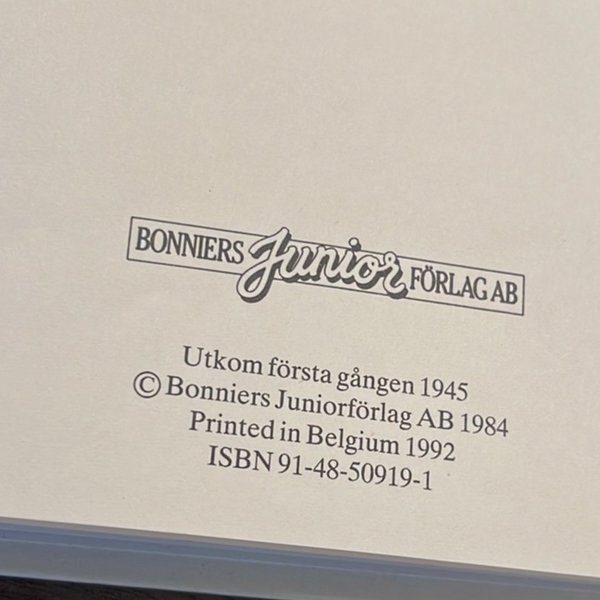 BONNIERS Junior FÖRLAG AB
Utkom första gången 1945
© Bonniers Juniorförlag AB 1984
Printed in Belgium 1992
ISBN 91-48-50919-1